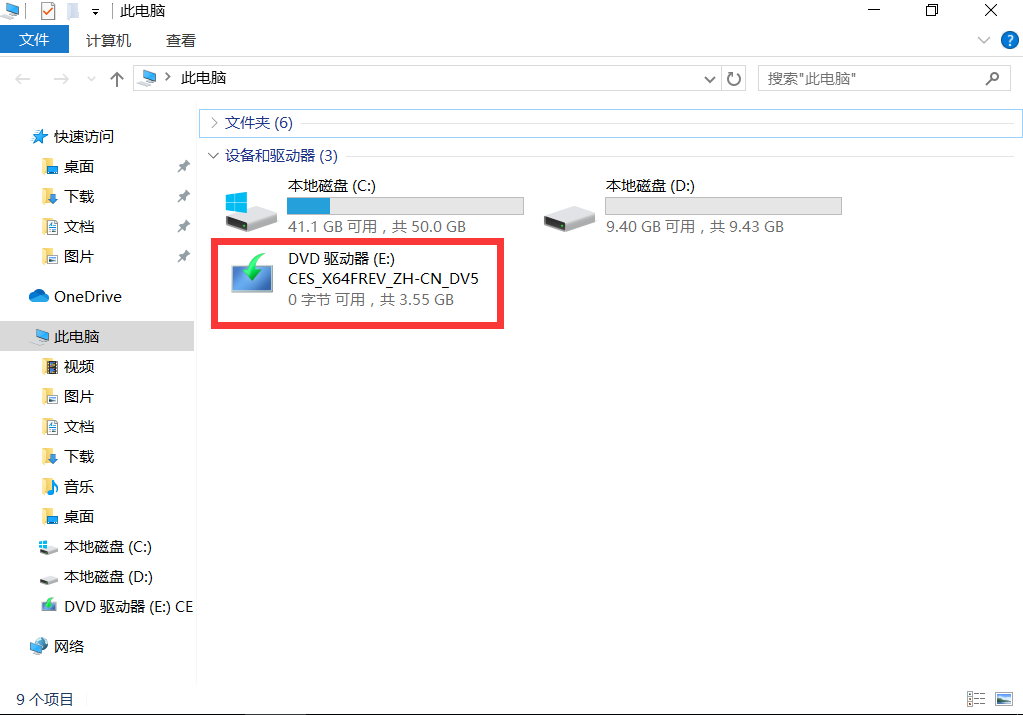 此电脑
文件 计算机 查看
此电脑 搜索"此电脑"
文件夹 (6)
快速访问
桌面
下载
文档
图片
OneDrive
此电脑
视频
图片
文档
下载
音乐
桌面
本地磁盘 (C:)
本地磁盘 (D:)
DVD 驱动器 (E:) CE
网络
设备和驱动器 (3)
本地磁盘 (C:)
41.1 GB 可用，共 50.0 GB
本地磁盘 (D:)
9.40 GB 可用，共 9.43 GB
DVD 驱动器 (E:)
CES_X64FREV_ZH-CN_DV5
0 字节 可用，共 3.55 GB
9 个项目